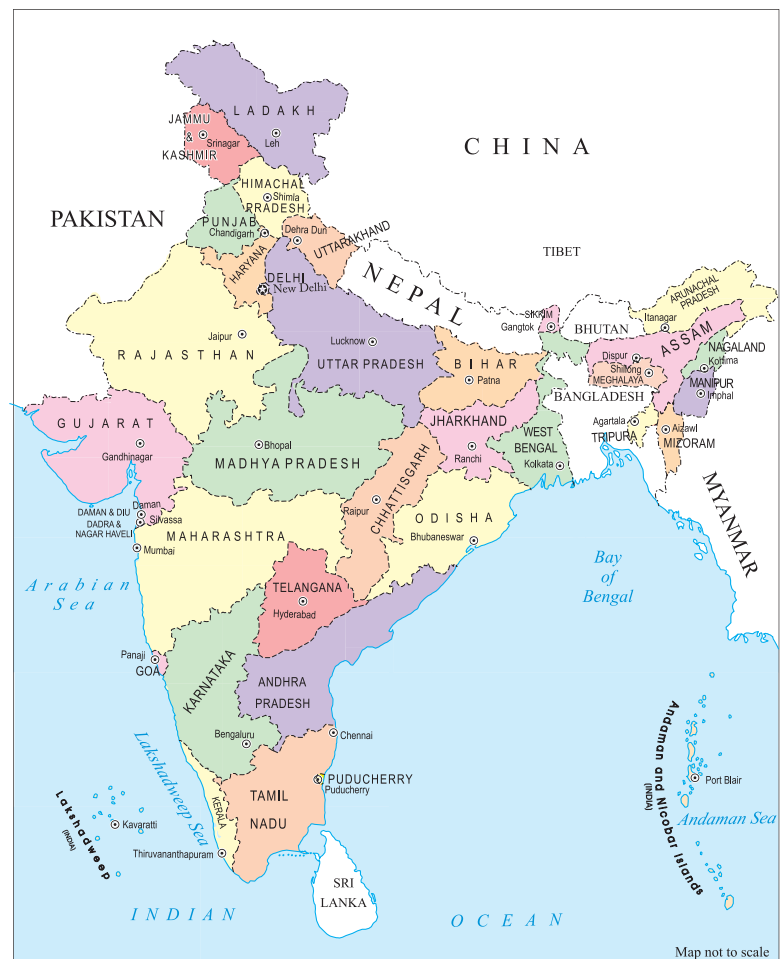 LADAKH
JAMMU
&
KASHMIR
Srinagar
Leh
CHINA
HIMACHAL
Shimla
PRADESH
PAKISTAN
PUNJAB
Chandigarh
Dehra Dun
UTTARAKHAND
HARYANA
TIBET
DELHI
New Delhi
NEPAL
ARUNACHAL
PRADESH
SIKKIM
Gangtok
BHUTAN
Itanagar
ASSAM
Jaipur
RAJASTHAN
Lucknow
UTTAR PRADESH
BIHAR
Patna
Dispur
Shillong
MEGHALAYA
NAGALAND
Kohima
MANIPUR
Imphal
BANGLADESH
GUJARAT
Gandhinagar
Bhopal
MADHYA PRADESH
JHARKHAND
Ranchi
WEST
BENGAL
Kolkata
Agartala
TRIPURA
Aizawl
MIZORAM
MYANMAR
CHHATTISGARH
Raipur
DAMAN & DIU
Daman
DADRA &
NAGAR HAVELI
Silvassa
Mumbai
MAHARASHTRA
ODISHA
Bhubaneswar
Arabian
Sea
Bay
of
Bengal
TELANGANA
Hyderabad
Panaji
GOA
KARNATAKA
ANDHRA
PRADESH
Bengaluru
Chennai
Lakshadweep Sea
PUDUCHERRY
Puducherry
TAMIL
NADU
KERALA
Lakshadweep
(INDIA)
Kavaratti
Thiruvananthapuram
Andaman and Nicobar Islands
(INDIA)
Port Blair
Andaman Sea
SRI
LANKA
INDIAN
OCEAN
Map not to scale